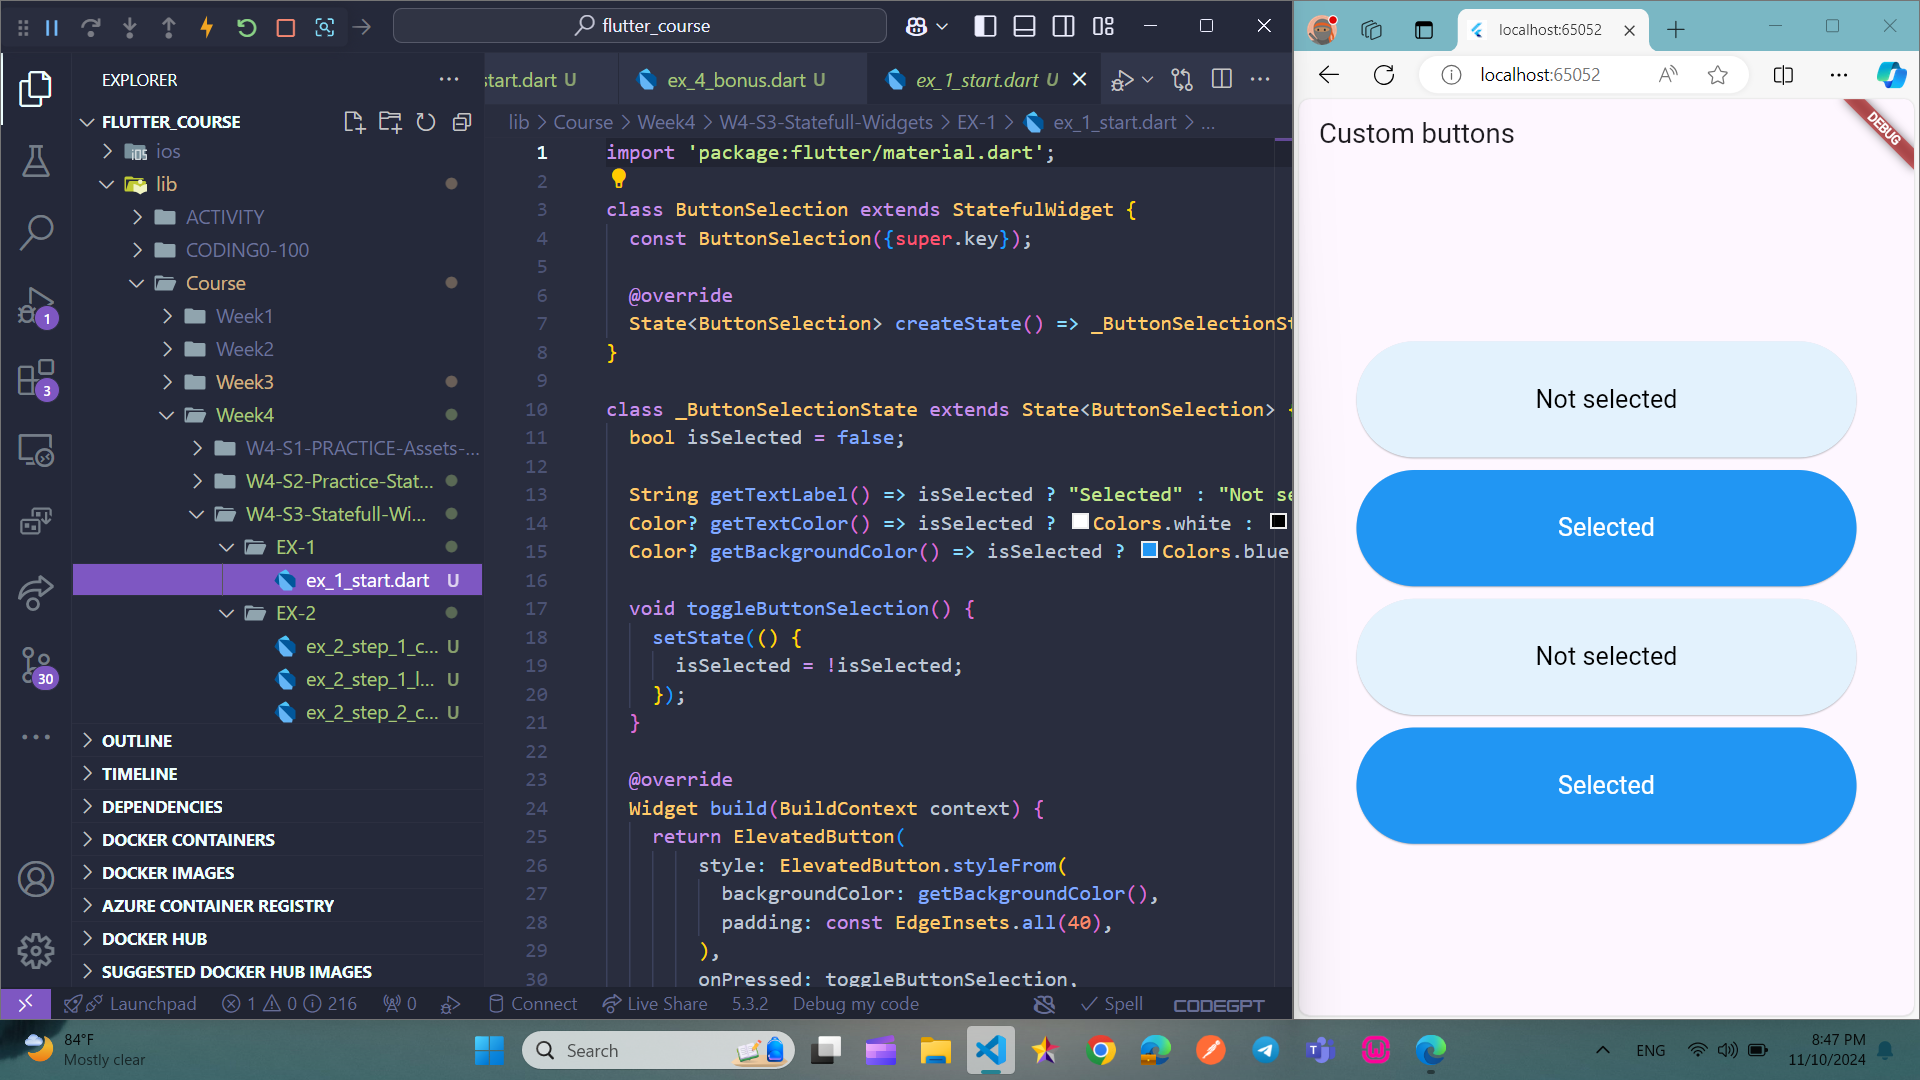 flutter_course
EXPLORER
FLUTTER_COURSE
ios
lib
ACTIVITY
CODING0-100
Course
Week1
Week2
Week3
Week4
W4-S1-PRACTICE-Assets-...
W4-S2-Practice-Stat...
W4-S3-Statefull-Wi...
EX-1
ex_1_start.dart U
EX-2
ex_2_step_1_c... U
ex_2_step_1_l... U
ex_2_step_2_c... U
OUTLINE
TIMELINE
DEPENDENCIES
DOCKER CONTAINERS
DOCKER IMAGES
AZURE CONTAINER REGISTRY
DOCKER HUB
SUGGESTED DOCKER HUB IMAGES
1
3
30
start.dart U
ex_4_bonus.dart U
ex_1_start.dart U
lib > Course > Week4 > W4-S3-Statefull-Widgets > EX-1 > ex_1_start.dart > ...
1 import 'package:flutter/material.dart';
2
3 class ButtonSelection extends StatefulWidget {
4 const ButtonSelection({super.key});
5
6 @override
7 State<ButtonSelection> createState() => _ButtonSelectionSt
8 }
9
10 class _ButtonSelectionState extends State<ButtonSelection> {
11 bool isSelected = false;
12
13 String getTextLabel() => isSelected ? "Selected" : "Not se
14 Color? getTextColor() => isSelected ? Colors.white :
15 Color? getBackgroundColor() => isSelected ? Colors.blue
16
17 void toggleButtonSelection() {
18 setState(() {
19 isSelected = !isSelected;
20 });
21 }
22
23 @override
24 Widget build(BuildContext context) {
25 return ElevatedButton(
26 style: ElevatedButton.styleFrom(
27 backgroundColor: getBackgroundColor(),
28 padding: const EdgeInsets.all(40),
29 ),
30 onPressed: toggleButtonSelection,
Launchpad 1 0 216 0 Connect Live Share 5.3.2 Debug my code Spell CODEGPT
localhost:65052
localhost:65052
Custom buttons
DEBUG
Not selected
Selected
Not selected
Selected
84°F
Mostly clear
Search
ENG
8:47 PM
11/10/2024